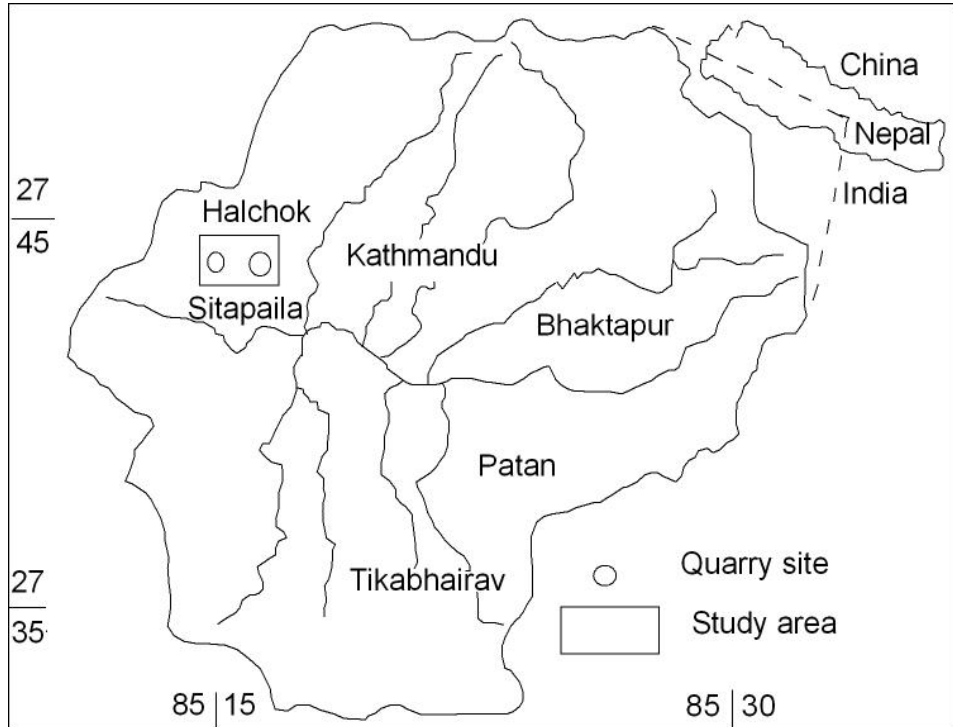 China
Nepal
India
27
45
Halchok
Kathmandu
Sitapaila
Bhaktapur
Patan
27
35
Tikabhairav
Quarry site
Study area
85 | 15
85 | 30